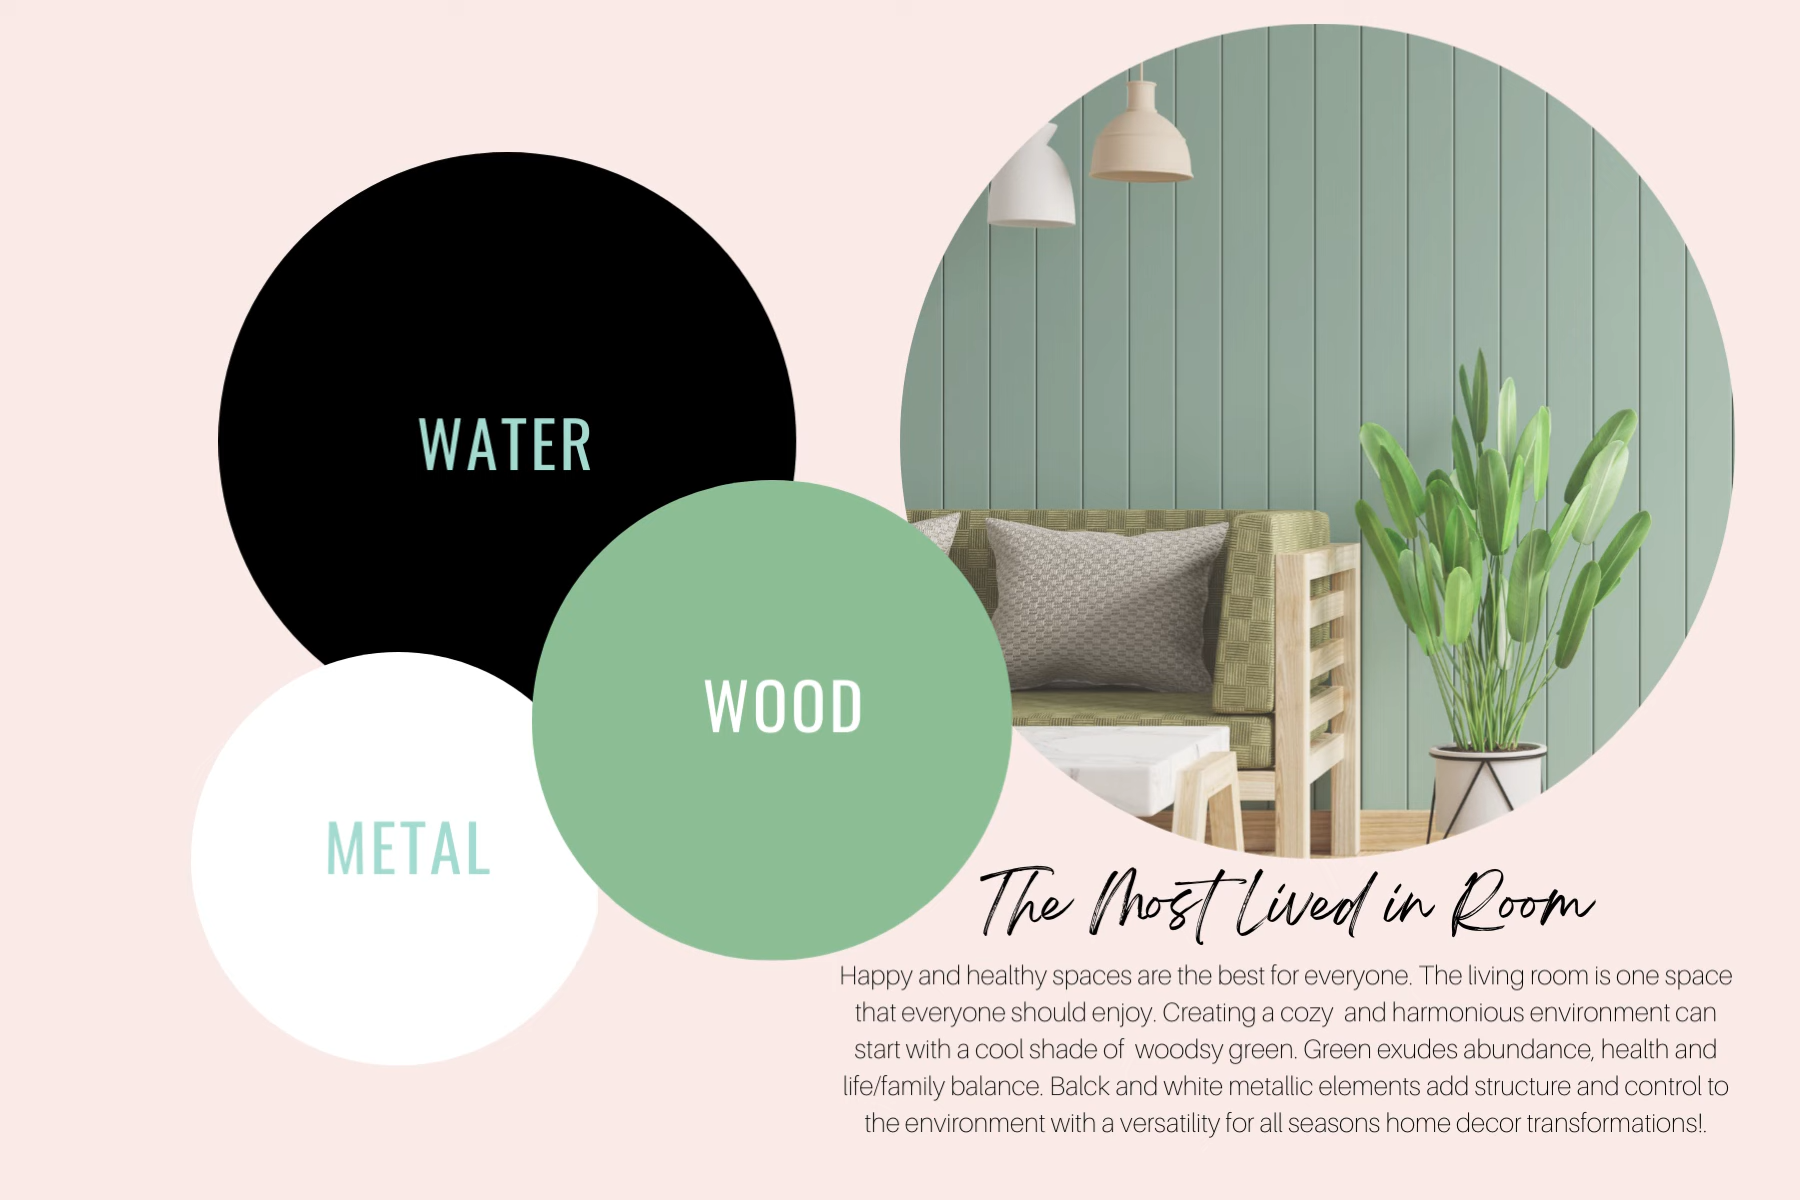 WATER
WOOD
METAL
The Most Lived in Room
Happy and healthy spaces are the best for everyone. The living room is one space
that everyone should enjoy. Creating a cozy and harmonious environment can
start with a cool shade of woodsy green. Green exudes abundance, health and
life/family balance. Balck and white metallic elements add structure and control to
the environment with a versatility for all seasons home decor transformations!.